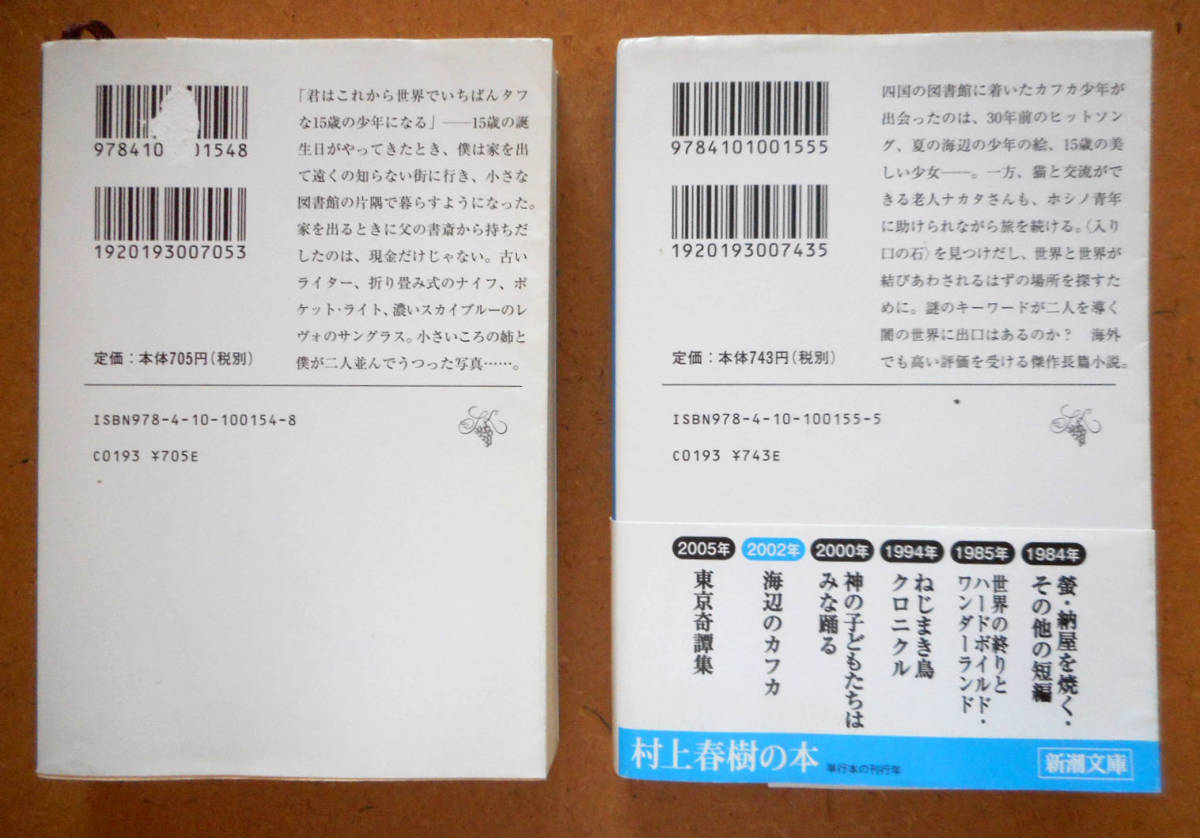 978410 01548
1920193007053
定価：本体705円（税別）
「君はこれから世界でいちばんタフ
な15歳の少年になる」――15歳の誕
生日がやってきたとき、僕は家を出
て遠くの知らない街に行き、小さな
図書館の片隅で暮らすようになった。
家を出るときに父の書斎から持ちだ
したのは、現金だけじゃない。古い
ライター、折り畳み式のナイフ、ポ
ケット・ライト、濃いスカイブルーのレ
ヴォのサングラス。小さいころの姉と
僕が二人並んでうつった写真……。
ISBN978-4-10-100154-8
C0193 ¥705E
9784101001555
1920193007435
定価：本体743円（税別）
四国の図書館に着いたカフカ少年が
出会ったのは、30年前のヒットソン
グ、夏の海辺の少年の絵、15歳の美
しい少女――。一方、猫と交流がで
きる老人ナカタさんも、ホシノ青年
に助けられながら旅を続ける。〈入り
口の石〉を見つけだし、世界と世界が
結びあわされるはずの場所を探すた
めに。謎のキーワードが二人を導く
闇の世界に出口はあるのか？　海外
でも高い評価を受ける傑作長篇小説。
ISBN978-4-10-100155-5
C0193 ¥743E
1984年
螢・納屋を焼く・
その他の短編
1985年
世界の終りと
ハードボイルド・
ワンダーランド
1994年
ねじまき鳥
クロニクル
2000年
神の子どもたちは
みな踊る
2002年
海辺のカフカ
2005年
東京奇譚集
村上春樹の本
単行本の刊行年
新潮文庫